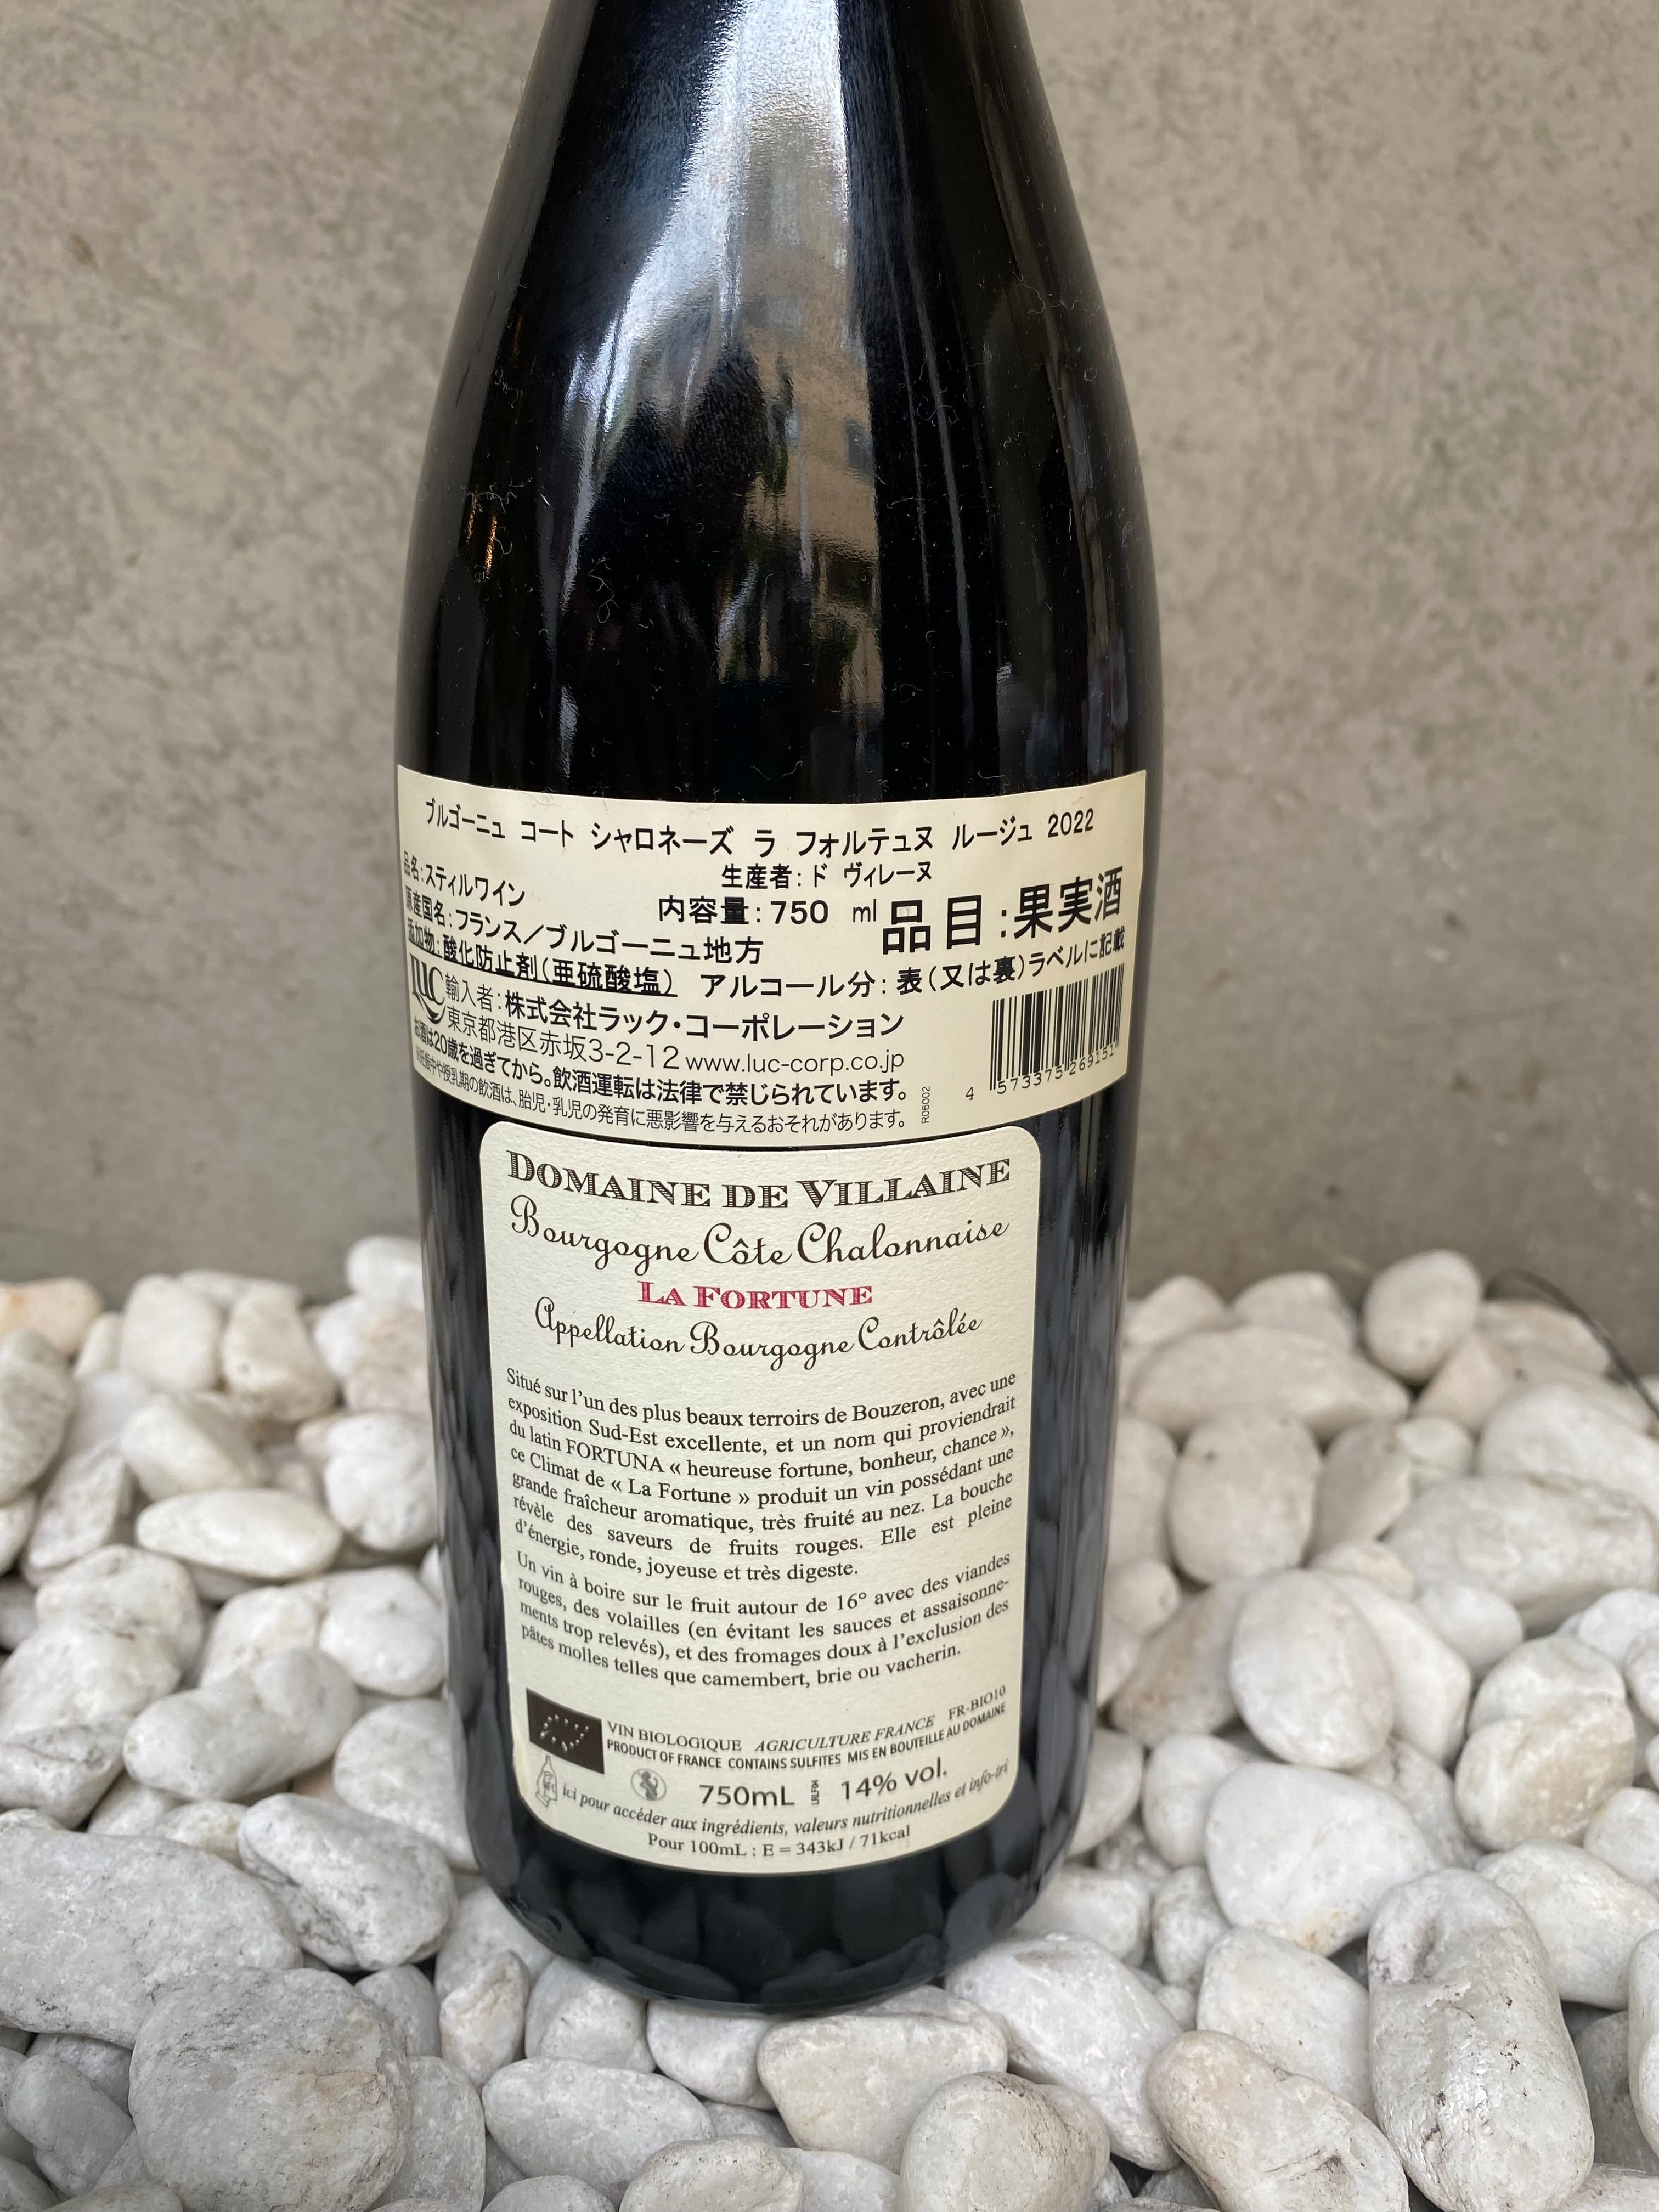 ブルゴーニュ コート シャロネーズ ラ フォルテュヌ ルージュ 2022
生産者:ド ヴィレーヌ
品名:スティルワイン
内容量:750 ml 品目:果実酒
原産国名:フランス/ブルゴーニュ地方
添加物:酸化防止剤(亜硫酸塩) アルコール分:表(又は裏)ラベルに記載
LUC 輸入者:株式会社ラック・コーポレーション
東京都港区赤坂3-2-12 www.luc-corp.co.jp
お酒は20歳を過ぎてから。飲酒運転は法律で禁じられています。
妊娠中や授乳期の飲酒は、胎児・乳児の発育に悪影響を与えるおそれがあります。
R06002
4 573375 269151
DOMAINE DE VILLAINE
Bourgogne Côte Chalonnaise
LA FORTUNE
Appellation Bourgogne Contrôlée
Situé sur l'un des plus beaux terroirs de Bouzeron, avec une
exposition Sud-Est excellente, et un nom qui proviendrait
du latin FORTUNA « heureuse fortune, bonheur, chance »,
ce Climat de « La Fortune » produit un vin possédant une
grande fraîcheur aromatique, très fruité au nez. La bouche
révèle des saveurs de fruits rouges. Elle est pleine
d'énergie, ronde, joyeuse et très digeste.
Un vin à boire sur le fruit autour de 16° avec des viandes
rouges, des volailles (en évitant les sauces et assaisonne-
ments trop relevés), et des fromages doux à l'exclusion des
pâtes molles telles que camembert, brie ou vacherin.
VIN BIOLOGIQUE AGRICULTURE FRANCE FR-BIO10
PRODUCT OF FRANCE CONTAINS SULFITES MIS EN BOUTEILLE AU DOMAINE
750mL 14% vol.
ici pour accéder aux ingrédients, valeurs nutritionnelles et info-tri
Pour 100mL : E = 343kJ / 71kcal